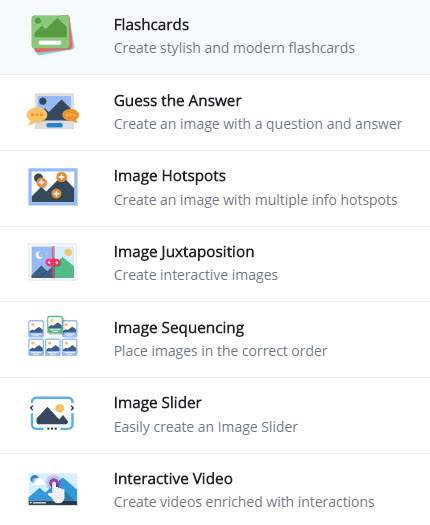 Flashcards
Create stylish and modern flashcards
Guess the Answer
Create an image with a question and answer
Image Hotspots
Create an image with multiple info hotspots
Image Juxtaposition
Create interactive images
Image Sequencing
Place images in the correct order
Image Slider
Easily create an Image Slider
Interactive Video
Create videos enriched with interactions